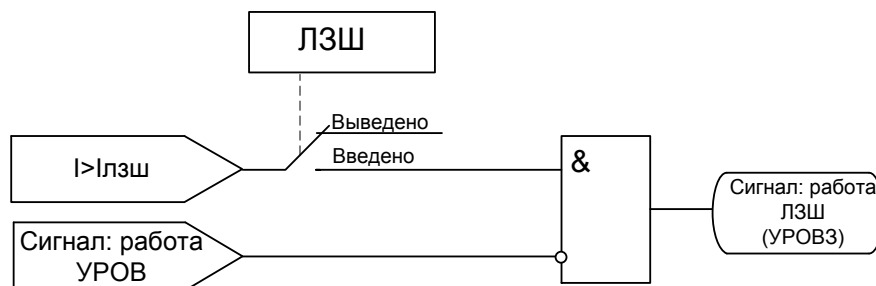 ЛЗШ
Выведено
I>Iлзш
Введено
&
Сигнал: работа
ЛЗШ
(УРОВЗ)
Сигнал: работа
УРОВ